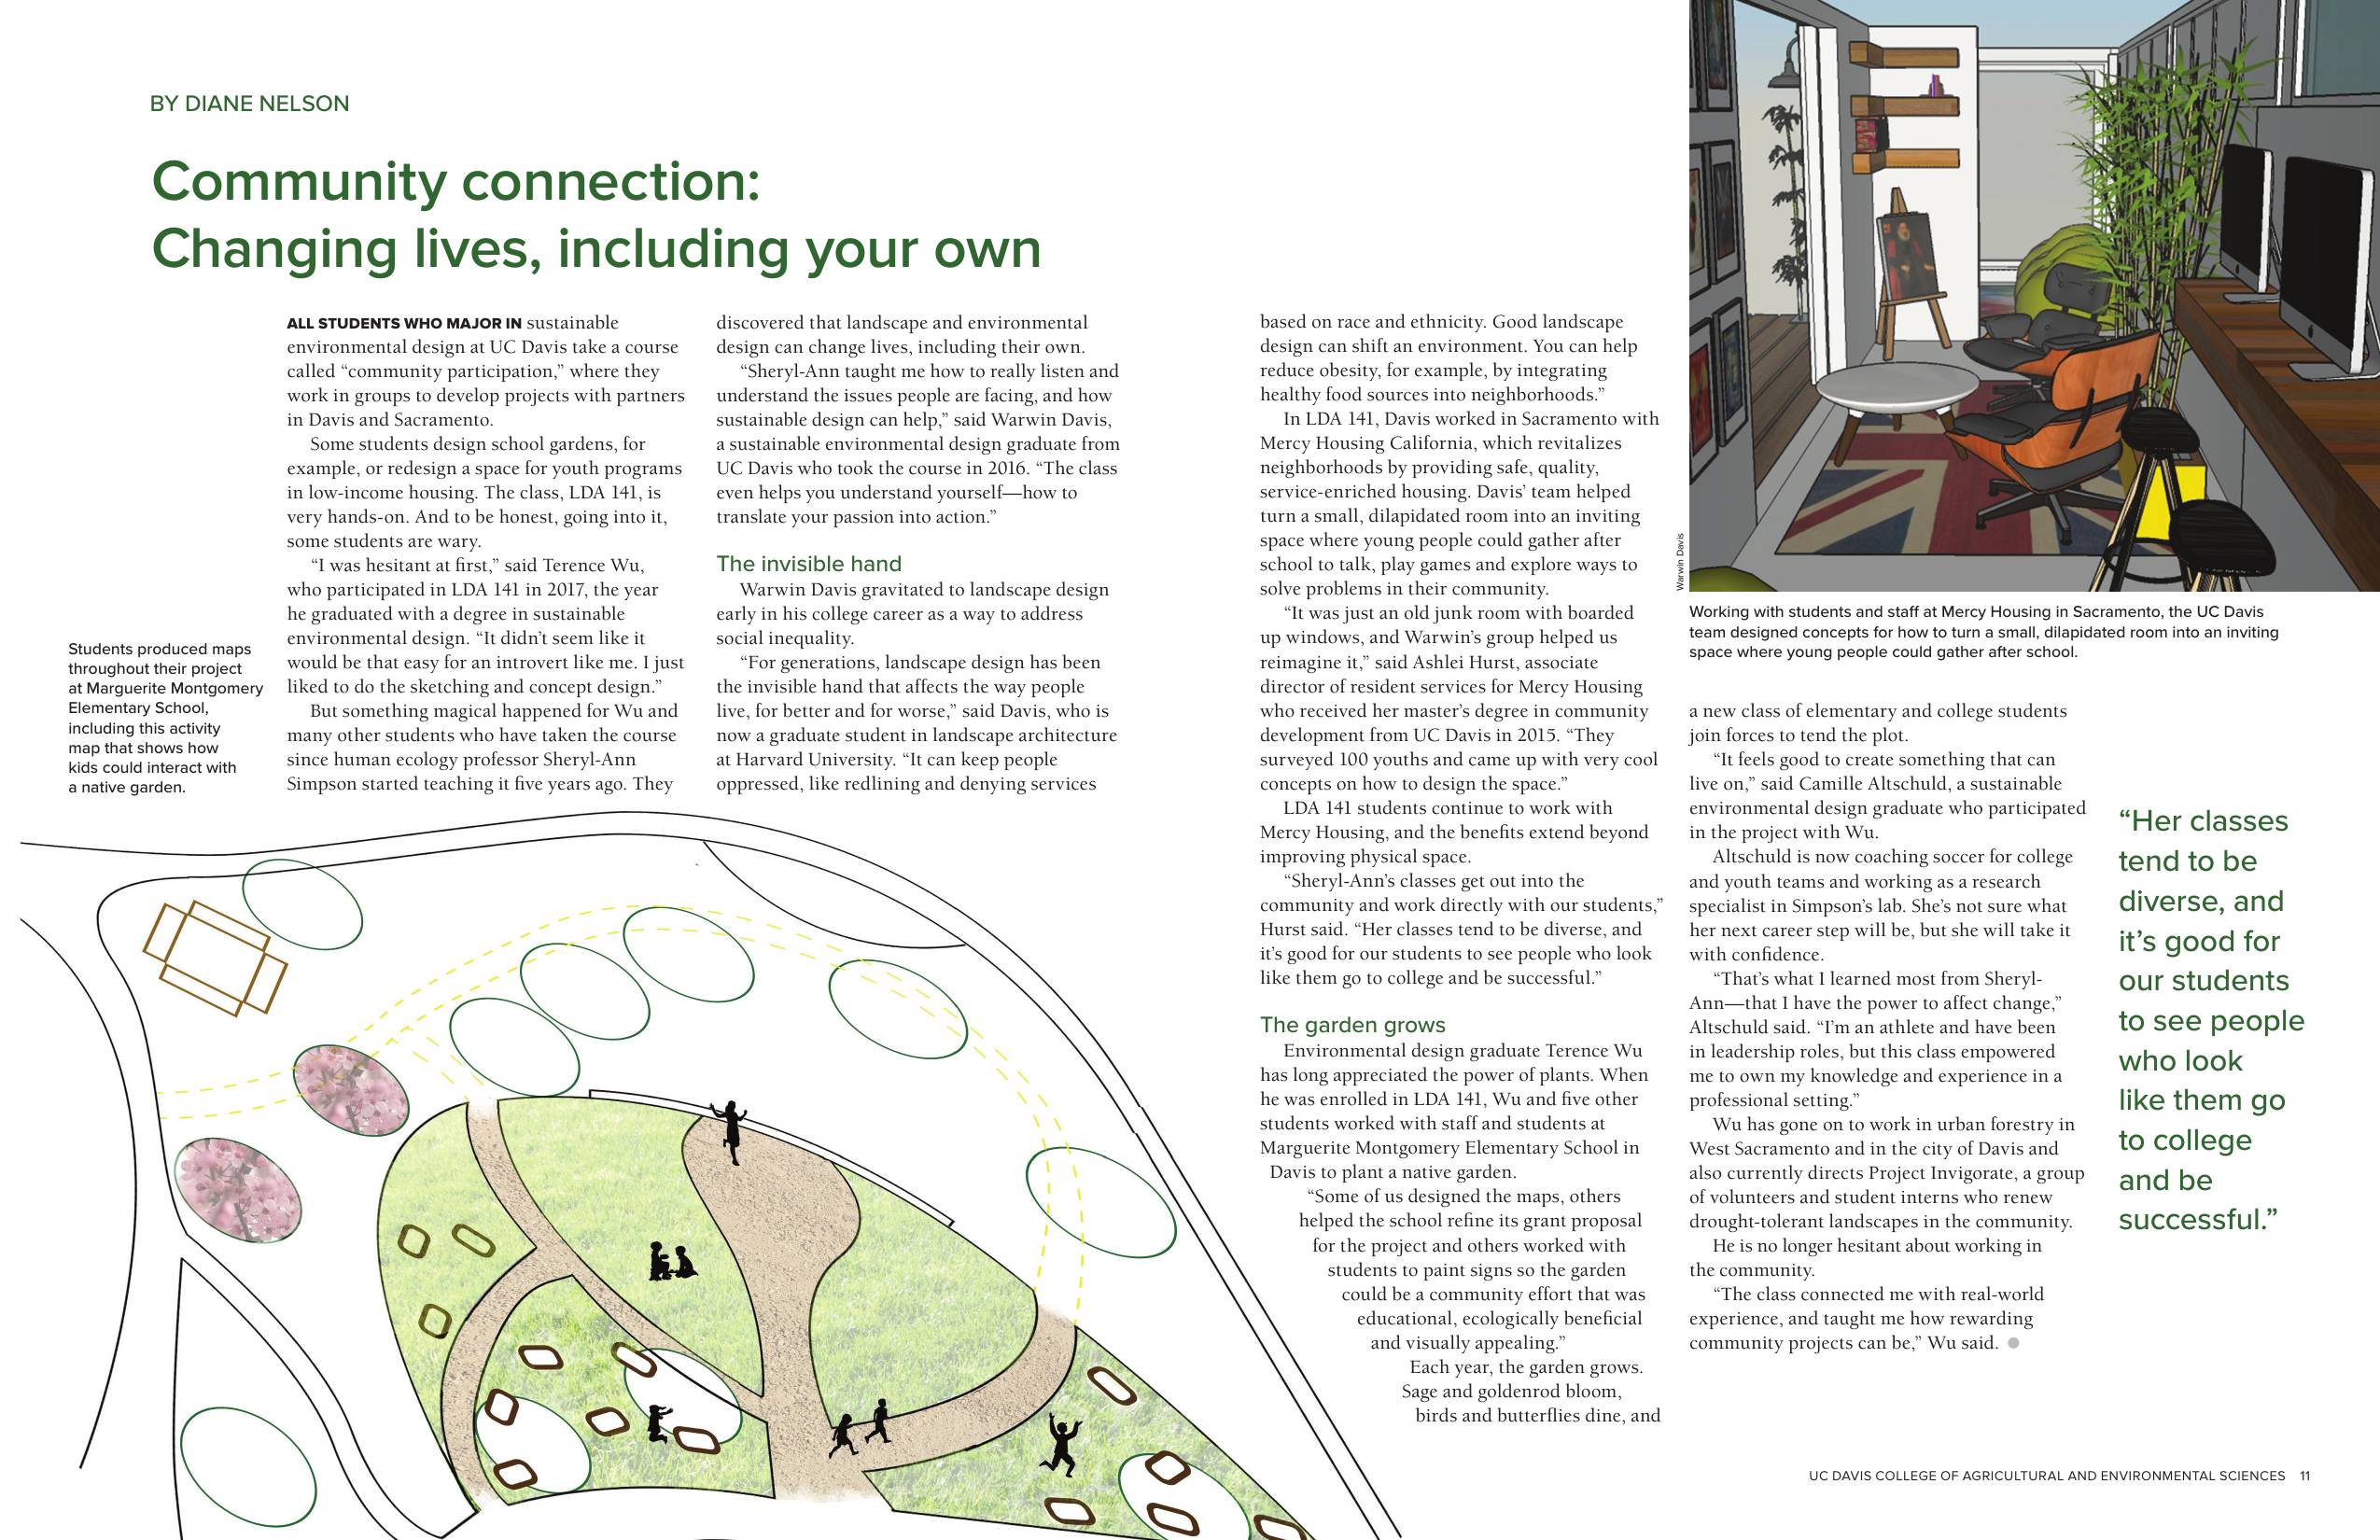 BY DIANE NELSON
Community connection:
Changing lives, including your own
ALL STUDENTS WHO MAJOR IN sustainable
environmental design at UC Davis take a course
called “community participation,” where they
work in groups to develop projects with partners
in Davis and Sacramento.
Some students design school gardens, for
example, or redesign a space for youth programs
in low-income housing. The class, LDA 141, is
very hands-on. And to be honest, going into it,
some students are wary.
“I was hesitant at first,” said Terence Wu,
who participated in LDA 141 in 2017, the year
he graduated with a degree in sustainable
environmental design. “It didn’t seem like it
would be that easy for an introvert like me. I just
liked to do the sketching and concept design.”
But something magical happened for Wu and
many other students who have taken the course
since human ecology professor Sheryl-Ann
Simpson started teaching it five years ago. They
discovered that landscape and environmental
design can change lives, including their own.
“Sheryl-Ann taught me how to really listen and
understand the issues people are facing, and how
sustainable design can help,” said Warwin Davis,
a sustainable environmental design graduate from
UC Davis who took the course in 2016. “The class
even helps you understand yourself—how to
translate your passion into action.”
The invisible hand
Warwin Davis gravitated to landscape design
early in his college career as a way to address
social inequality.
“For generations, landscape design has been
the invisible hand that affects the way people
live, for better and for worse,” said Davis, who is
now a graduate student in landscape architecture
at Harvard University. “It can keep people
oppressed, like redlining and denying services
Students produced maps
throughout their project
at Marguerite Montgomery
Elementary School,
including this activity
map that shows how
kids could interact with
a native garden.
based on race and ethnicity. Good landscape
design can shift an environment. You can help
reduce obesity, for example, by integrating
healthy food sources into neighborhoods.”
In LDA 141, Davis worked in Sacramento with
Mercy Housing California, which revitalizes
neighborhoods by providing safe, quality,
service-enriched housing. Davis’ team helped
turn a small, dilapidated room into an inviting
space where young people could gather after
school to talk, play games and explore ways to
solve problems in their community.
“It was just an old junk room with boarded
up windows, and Warwin’s group helped us
reimagine it,” said Ashlei Hurst, associate
director of resident services for Mercy Housing
who received her master’s degree in community
development from UC Davis in 2015. “They
surveyed 100 youths and came up with very cool
concepts on how to design the space.”
LDA 141 students continue to work with
Mercy Housing, and the benefits extend beyond
improving physical space.
“Sheryl-Ann’s classes get out into the
community and work directly with our students,”
Hurst said. “Her classes tend to be diverse, and
it’s good for our students to see people who look
like them go to college and be successful.”
The garden grows
Environmental design graduate Terence Wu
has long appreciated the power of plants. When
he was enrolled in LDA 141, Wu and five other
students worked with staff and students at
Marguerite Montgomery Elementary School in
Davis to plant a native garden.
“Some of us designed the maps, others
helped the school refine its grant proposal
for the project and others worked with
students to paint signs so the garden
could be a community effort that was
educational, ecologically beneficial
and visually appealing.”
Each year, the garden grows.
Sage and goldenrod bloom,
birds and butterflies dine, and
Warwin Davis
Working with students and staff at Mercy Housing in Sacramento, the UC Davis
team designed concepts for how to turn a small, dilapidated room into an inviting
space where young people could gather after school.
a new class of elementary and college students
join forces to tend the plot.
“It feels good to create something that can
live on,” said Camille Altschuld, a sustainable
environmental design graduate who participated
in the project with Wu.
Altschuld is now coaching soccer for college
and youth teams and working as a research
specialist in Simpson’s lab. She’s not sure what
her next career step will be, but she will take it
with confidence.
“That’s what I learned most from Sheryl-
Ann—that I have the power to affect change,”
Altschuld said. “I’m an athlete and have been
in leadership roles, but this class empowered
me to own my knowledge and experience in a
professional setting.”
Wu has gone on to work in urban forestry in
West Sacramento and in the city of Davis and
also currently directs Project Invigorate, a group
of volunteers and student interns who renew
drought-tolerant landscapes in the community.
He is no longer hesitant about working in
the community.
“The class connected me with real-world
experience, and taught me how rewarding
community projects can be,” Wu said.
“Her classes
tend to be
diverse, and
it’s good for
our students
to see people
who look
like them go
to college
and be
successful.”
UC DAVIS COLLEGE OF AGRICULTURAL AND ENVIRONMENTAL SCIENCES 11